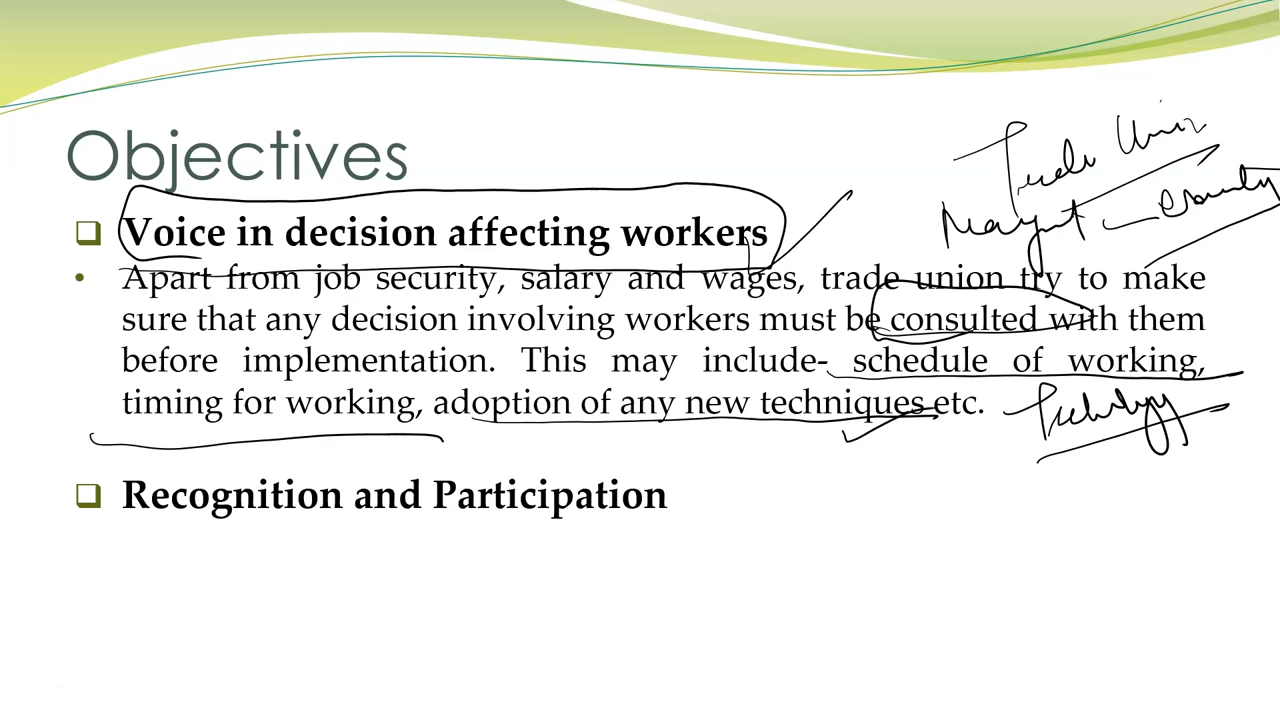 Objectives
Trade Union
Voice in decision affecting workers
• Apart from job security, salary and wages, trade union try to make
sure that any decision involving workers must be consulted with them
before implementation. This may include- schedule of working,
timing for working, adoption of any new techniques etc.
Technology
Recognition and Participation